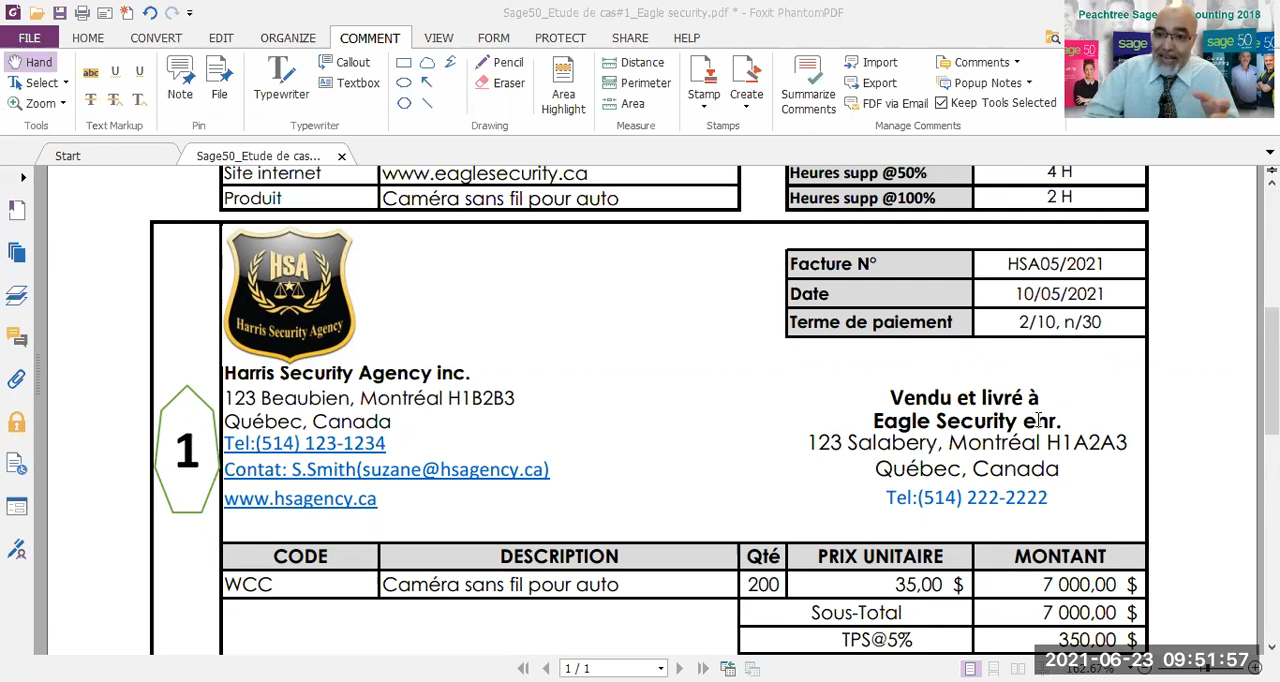 Sage50_Etude de cas#1_Eagle security.pdf * - Foxit PhantomPDF
FILE HOME CONVERT EDIT ORGANIZE COMMENT VIEW FORM PROTECT SHARE HELP
Hand
Select
Zoom
Tools
abc U U
T T T
Text Markup
Note
File
Pin
Typewriter
Callout
Textbox
Typewriter
Pencil
Eraser
Drawing
Area Highlight
Distance
Perimeter
Area
Measure
Stamp
Create
Stamps
Summarize Comments
Import
Export
FDF via Email
Comments
Popup Notes
Keep Tools Selected
Manage Comments
Start
Sage50_Etude de cas...
Site internet www.eaglesecurity.ca
Produit Caméra sans fil pour auto
Heures supp @50% 4 H
Heures supp @100% 2 H
HSA
Harris Security Agency
Facture N° HSA05/2021
Date 10/05/2021
Terme de paiement 2/10, n/30
1
Harris Security Agency inc.
123 Beaubien, Montréal H1B2B3
Québec, Canada
Tel:(514) 123-1234
Contat: S.Smith(suzane@hsagency.ca)
www.hsagency.ca
Vendu et livré à
Eagle Security enr.
123 Salabery, Montréal H1A2A3
Québec, Canada
Tel:(514) 222-2222
CODE DESCRIPTION Qté PRIX UNITAIRE MONTANT
WCC Caméra sans fil pour auto 200 35,00 $ 7 000,00 $
Sous-Total 7 000,00 $
TPS@5% 350,00 $
1 / 1
2021-06-23 09:51:57
162.67%
Peachtree Sage
2018
sage
sage